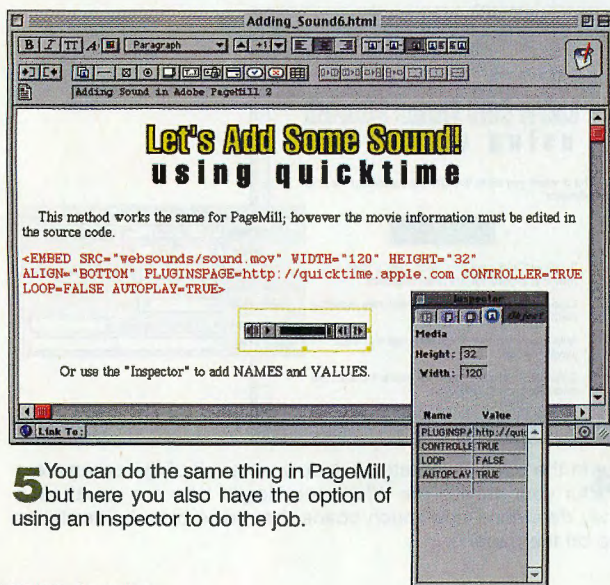 Adding_Sound6.html
B I TT A Paragraph +1
Adding Sound in Adobe PageMill 2
Let's Add Some Sound!
using quicktime
This method works the same for PageMill; however the movie information must be edited in
the source code.
<EMBED SRC="websounds/sound.mov" WIDTH="120" HEIGHT="32"
ALIGN="BOTTOM" PLUGINSPAGE=http://quicktime.apple.com CONTROLLER=TRUE
LOOP=FALSE AUTOPLAY=TRUE>
Or use the "Inspector" to add NAMES and VALUES.
Link To:
Inspector
Object
Media
Height: 32
Width: 120
Name Value
PLUGINSPA http://quic
CONTROLLE TRUE
LOOP FALSE
AUTOPLAY TRUE
5 You can do the same thing in PageMill,
but here you also have the option of
using an Inspector to do the job.